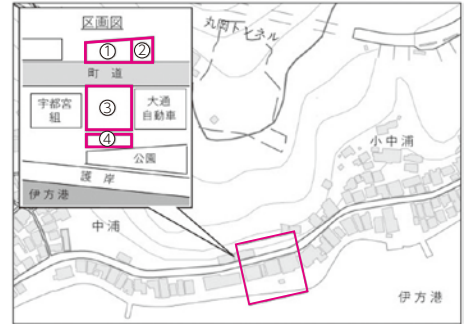 区画図
① ②
町道
宇都宮
組
③
大通
自動車
④
公園
護岸
伊方港
丸岡トンネル
小中浦
中浦
伊方港